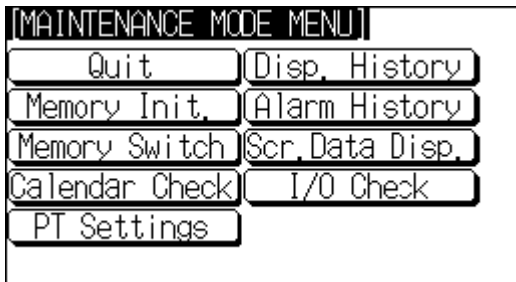 [MAINTENANCE MODE MENU]
Quit
Disp. History
Memory Init.
Alarm History
Memory Switch
Scr.Data Disp.
Calendar Check
I/O Check
PT Settings